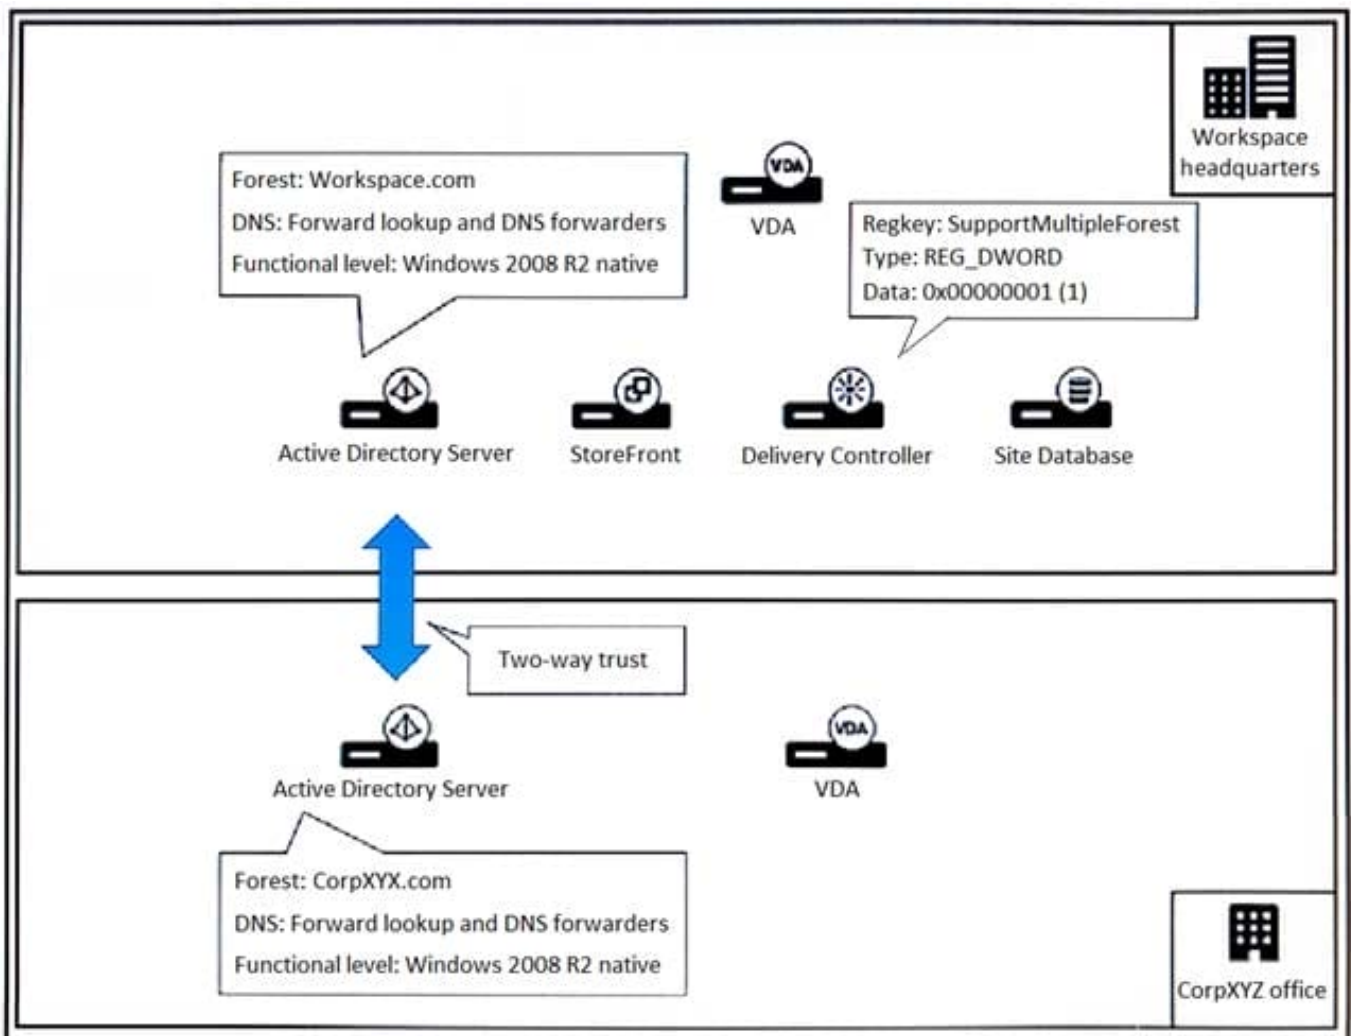 Workspace
headquarters
Forest: Workspace.com
DNS: Forward lookup and DNS forwarders
Functional level: Windows 2008 R2 native
VDA
VDA
Regkey: SupportMultipleForest
Type: REG_DWORD
Data: 0x00000001 (1)
Active Directory Server
StoreFront
Delivery Controller
Site Database
Two-way trust
Active Directory Server
VDA
VDA
Forest: CorpXYX.com
DNS: Forward lookup and DNS forwarders
Functional level: Windows 2008 R2 native
CorpXYZ office